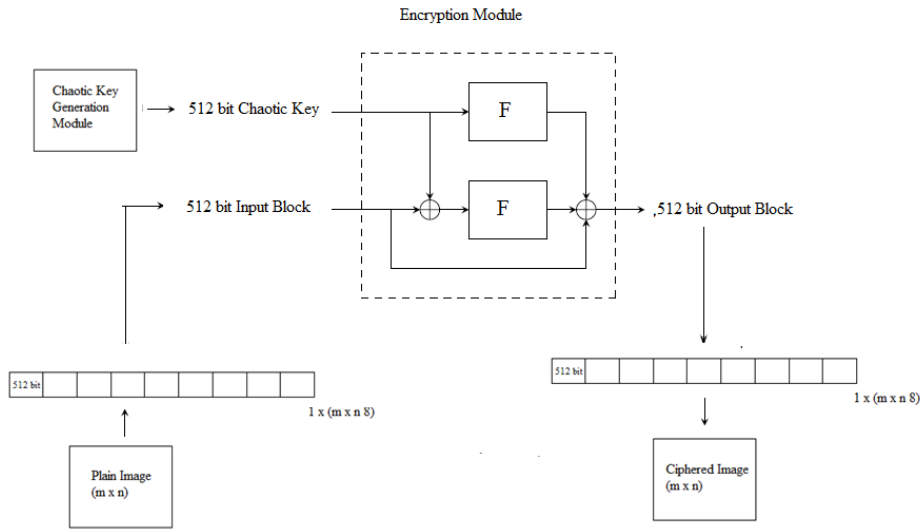 Encryption Module
Chaotic Key
Generation
Module
512 bit Chaotic Key
F
512 bit Input Block
F
,512 bit Output Block
512 bit
1 x (m x n 8)
512 bit
1 x (m x n 8)
Plain Image
(m x n)
Ciphered Image
(m x n)